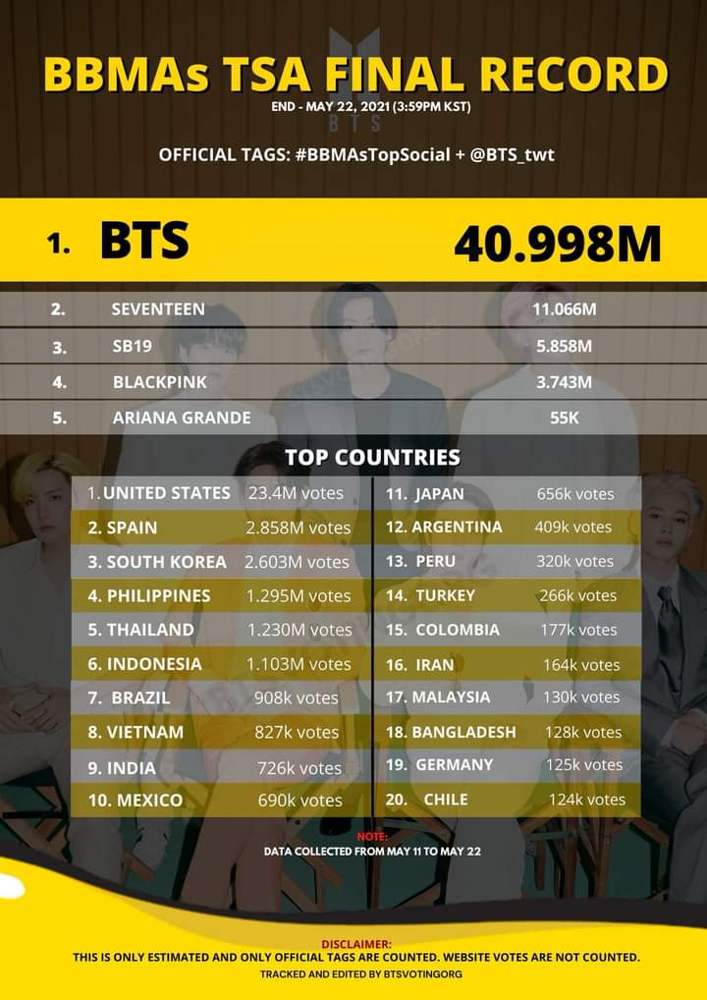 BBMAs TSA FINAL RECORD
END - MAY 22, 2021 (3:59PM KST)
BTS
OFFICIAL TAGS: #BBMAsTopSocial + @BTS_twt
1. BTS 40.998M
2. SEVENTEEN 11.066M
3. SB19 5.858M
4. BLACKPINK 3.743M
5. ARIANA GRANDE 55K
TOP COUNTRIES
1.UNITED STATES 23.4M votes
2. SPAIN 2.858M votes
3. SOUTH KOREA 2.603M votes
4. PHILIPPINES 1.295M votes
5. THAILAND 1.230M votes
6. INDONESIA 1.103M votes
7. BRAZIL 908k votes
8. VIETNAM 827k votes
9. INDIA 726k votes
10. MEXICO 690k votes
11. JAPAN 656k votes
12. ARGENTINA 409k votes
13. PERU 320k votes
14. TURKEY 266k votes
15. COLOMBIA 177k votes
16. IRAN 164k votes
17. MALAYSIA 130k votes
18. BANGLADESH 128k votes
19. GERMANY 125k votes
20. CHILE 124k votes
NOTE:
DATA COLLECTED FROM MAY 11 TO MAY 22
DISCLAIMER:
THIS IS ONLY ESTIMATED AND ONLY OFFICIAL TAGS ARE COUNTED. WEBSITE VOTES ARE NOT COUNTED.
TRACKED AND EDITED BY BTSVOTINGORG